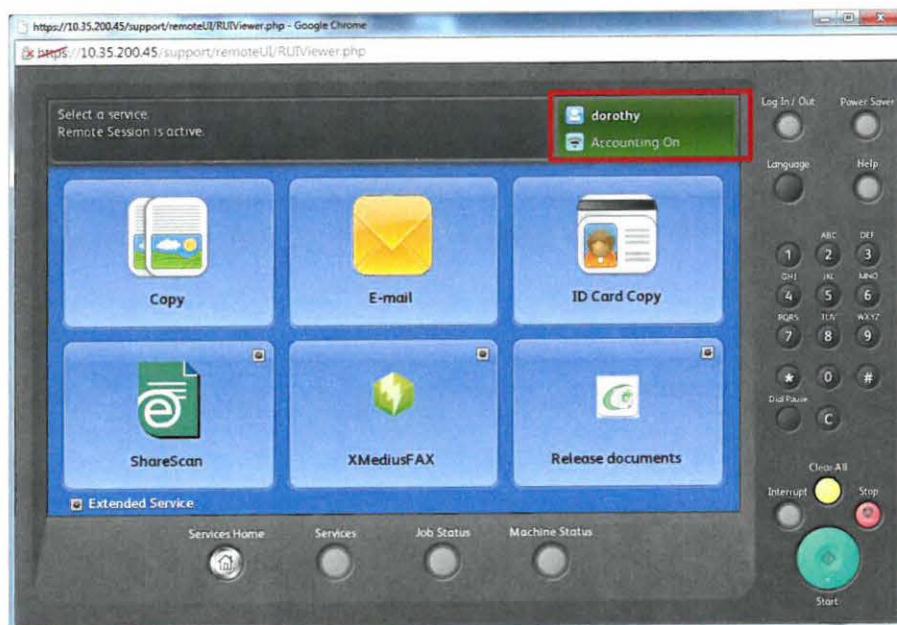 https://10.35.200.45/support/remoteUI/RUIViewer.php - Google Chrome
https://10.35.200.45/support/remoteUI/RUIViewer.php
Select a service.
Remote Session is active.
dorothy
Accounting On
Log In / Out
Power Saver
Language
Help
Copy
E-mail
ID Card Copy
ABC
DEF
1
2
3
GHI
JKL
MNO
4
5
6
PQRS
TUV
WXYZ
7
8
9
*
0
#
Dial Pause
C
ShareScan
XMediusFAX
Release documents
Extended Service
Clear All
Interrupt
Stop
Start
Services Home
Services
Job Status
Machine Status